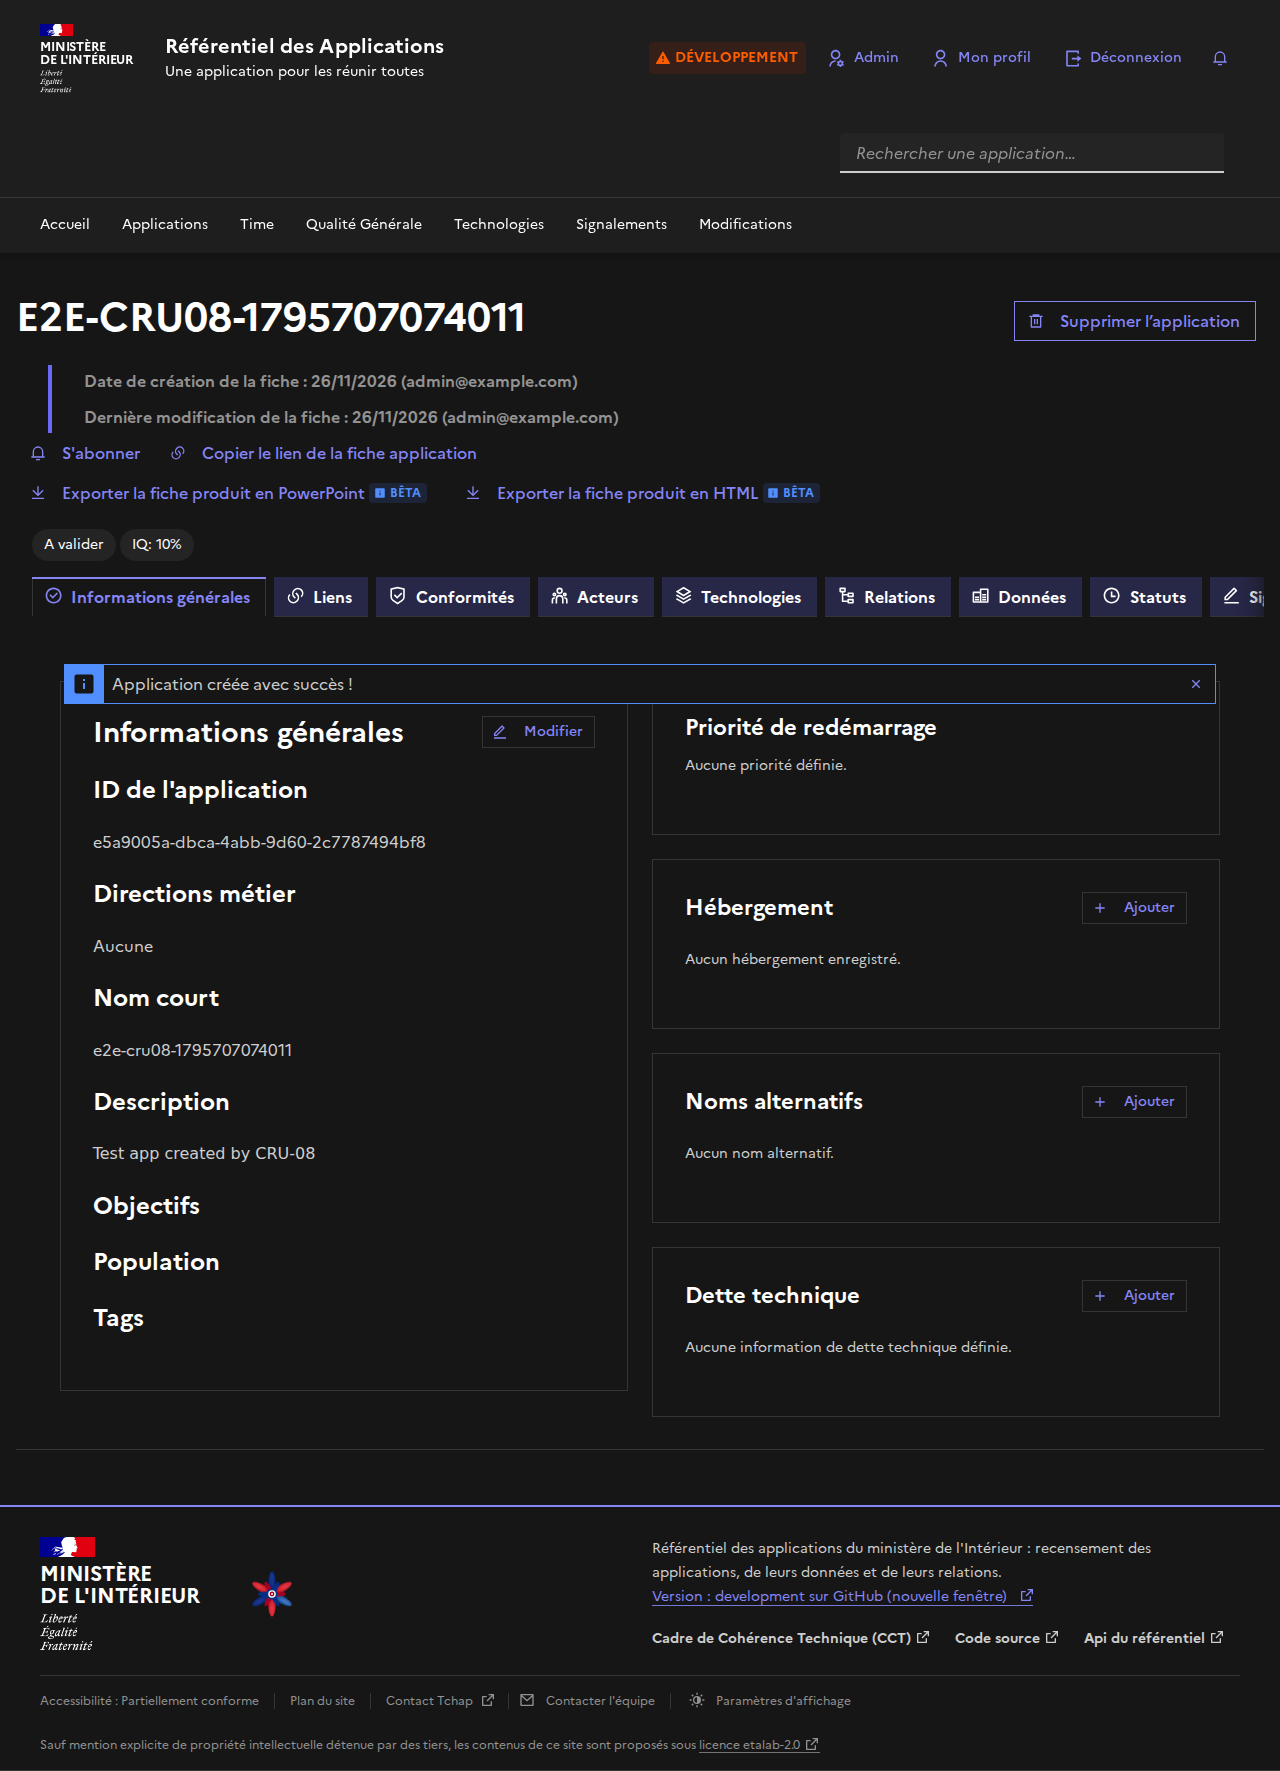 MINISTÈRE
DE L'INTÉRIEUR
Liberté
Égalité
Fraternité
Référentiel des Applications
Une application pour les réunir toutes
DÉVELOPPEMENT
Admin
Mon profil
Déconnexion
Rechercher une application...
Accueil Applications Time Qualité Générale Technologies Signalements Modifications
E2E-CRU08-1795707074011
Supprimer l’application
Date de création de la fiche : 26/11/2026 (admin@example.com)
Dernière modification de la fiche : 26/11/2026 (admin@example.com)
S'abonner Copier le lien de la fiche application
Exporter la fiche produit en PowerPoint BÊTA Exporter la fiche produit en HTML BÊTA
A valider IQ: 10%
Informations générales Liens Conformités Acteurs Technologies Relations Données Statuts Sig
Application créée avec succès !
Informations générales
Modifier
ID de l'application
e5a9005a-dbca-4abb-9d60-2c7787494bf8
Directions métier
Aucune
Nom court
e2e-cru08-1795707074011
Description
Test app created by CRU-08
Objectifs
Population
Tags
Priorité de redémarrage
Aucune priorité définie.
Hébergement
Ajouter
Aucun hébergement enregistré.
Noms alternatifs
Ajouter
Aucun nom alternatif.
Dette technique
Ajouter
Aucune information de dette technique définie.
MINISTÈRE
DE L'INTÉRIEUR
Liberté
Égalité
Fraternité
Référentiel des applications du ministère de l'Intérieur : recensement des
applications, de leurs données et de leurs relations.
Version : development sur GitHub (nouvelle fenêtre)
Cadre de Cohérence Technique (CCT) Code source Api du référentiel
Accessibilité : Partiellement conforme Plan du site Contact Tchap Contacter l'équipe Paramètres d'affichage
Sauf mention explicite de propriété intellectuelle détenue par des tiers, les contenus de ce site sont proposés sous licence etalab-2.0